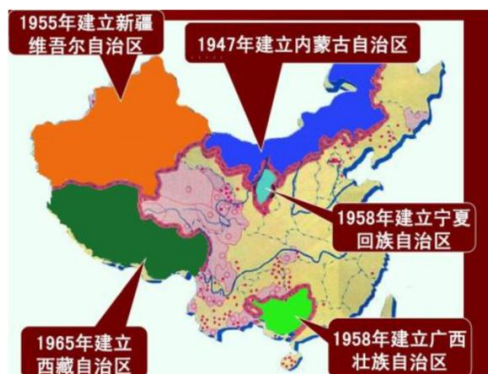 1955年建立新疆
维吾尔自治区
1947年建立内蒙古自治区
1958年建立宁夏
回族自治区
1965年建立
西藏自治区
1958年建立广西
壮族自治区